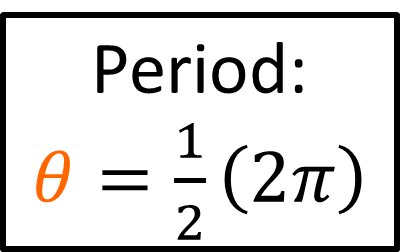 Period:
θ = 1/2 (2π)